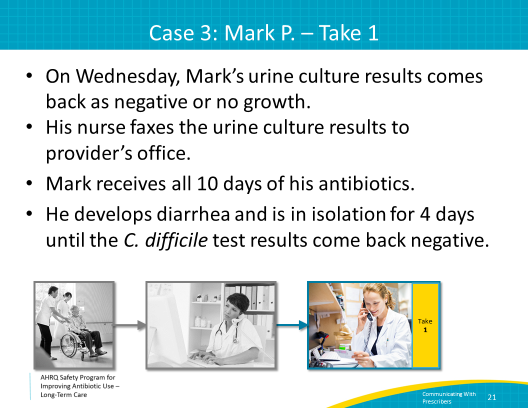 Case 3: Mark P. – Take 1
• On Wednesday, Mark's urine culture results comes
back as negative or no growth.
• His nurse faxes the urine culture results to
provider's office.
• Mark receives all 10 days of his antibiotics.
• He develops diarrhea and is in isolation for 4 days
until the C. difficile test results come back negative.
Take
1
AHRQ Safety Program for
Improving Antibiotic Use –
Long-Term Care
Communicating With
Prescribers
21